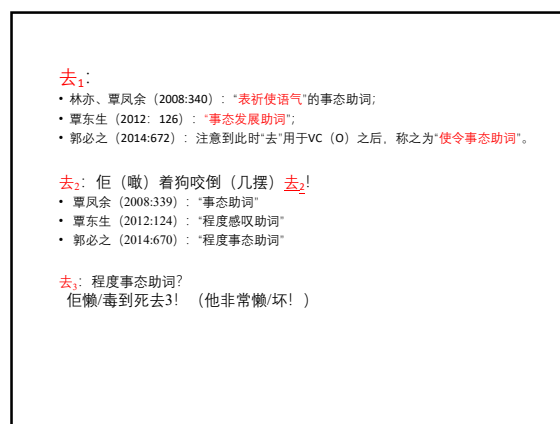 去₁：
• 林亦、覃凤余（2008:340）：“表祈使语气”的事态助词；
• 覃东生（2012：126）：“事态发展助词”；
• 郭必之（2014:672）：注意到此时“去”用于VC（O）之后，称之为“使令事态助词”。
去₂：佢（噉）着狗咬倒（几摆）去₂！
• 覃凤余（2008:339）：“事态助词”
• 覃东生（2012:124）：“程度感叹助词”
• 郭必之（2014:670）：“程度事态助词”
去₃：程度事态助词？
佢懒/毒到死去3！（他非常懒/坏！）